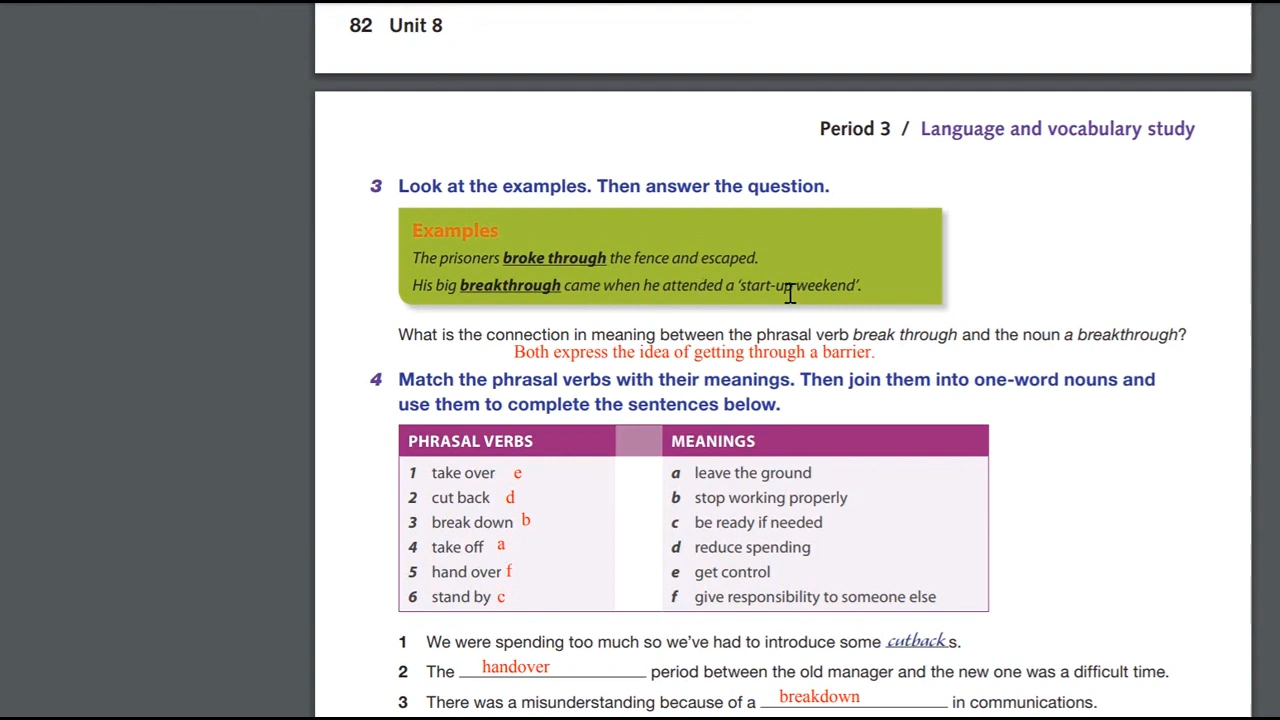 82 Unit 8
Period 3 / Language and vocabulary study
3 Look at the examples. Then answer the question.
Examples
The prisoners broke through the fence and escaped.
His big breakthrough came when he attended a ‘start-up weekend’.
What is the connection in meaning between the phrasal verb break through and the noun a breakthrough?
Both express the idea of getting through a barrier.
4 Match the phrasal verbs with their meanings. Then join them into one-word nouns and
use them to complete the sentences below.
PHRASAL VERBS MEANINGS
1 take over e a leave the ground
2 cut back d b stop working properly
3 break down b c be ready if needed
4 take off a d reduce spending
5 hand over f e get control
6 stand by c f give responsibility to someone else
1 We were spending too much so we’ve had to introduce some cutbacks.
2 The handover period between the old manager and the new one was a difficult time.
3 There was a misunderstanding because of a breakdown in communications.